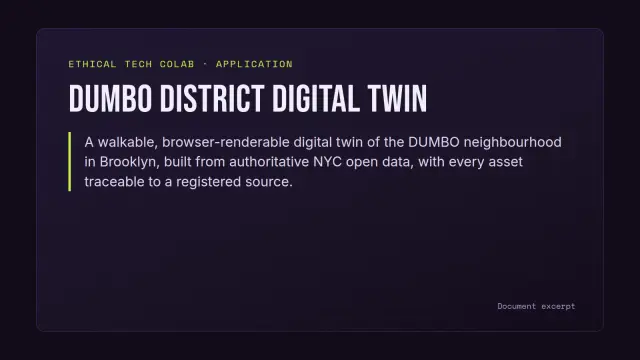 ETHICAL TECH COLAB · APPLICATION
DUMBO DISTRICT DIGITAL TWIN
A walkable, browser-renderable digital twin of the DUMBO neighbourhood
in Brooklyn, built from authoritative NYC open data, with every asset
traceable to a registered source.
Document excerpt